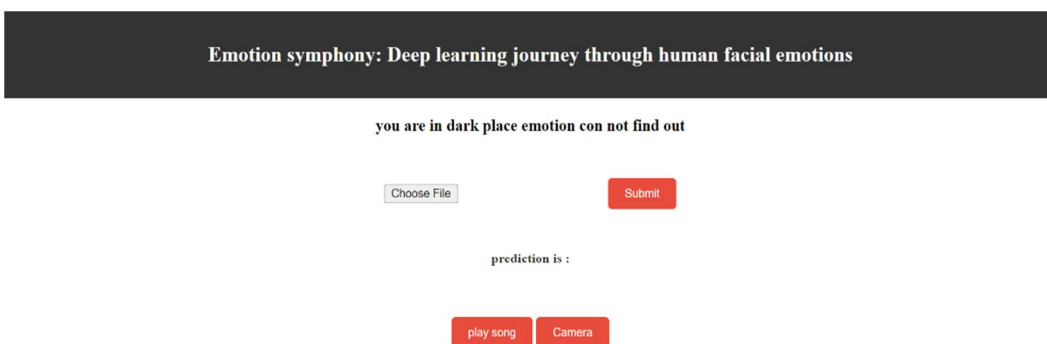 Emotion symphony: Deep learning journey through human facial emotions
you are in dark place emotion con not find out
Choose File
Submit
prediction is :
play song
Camera